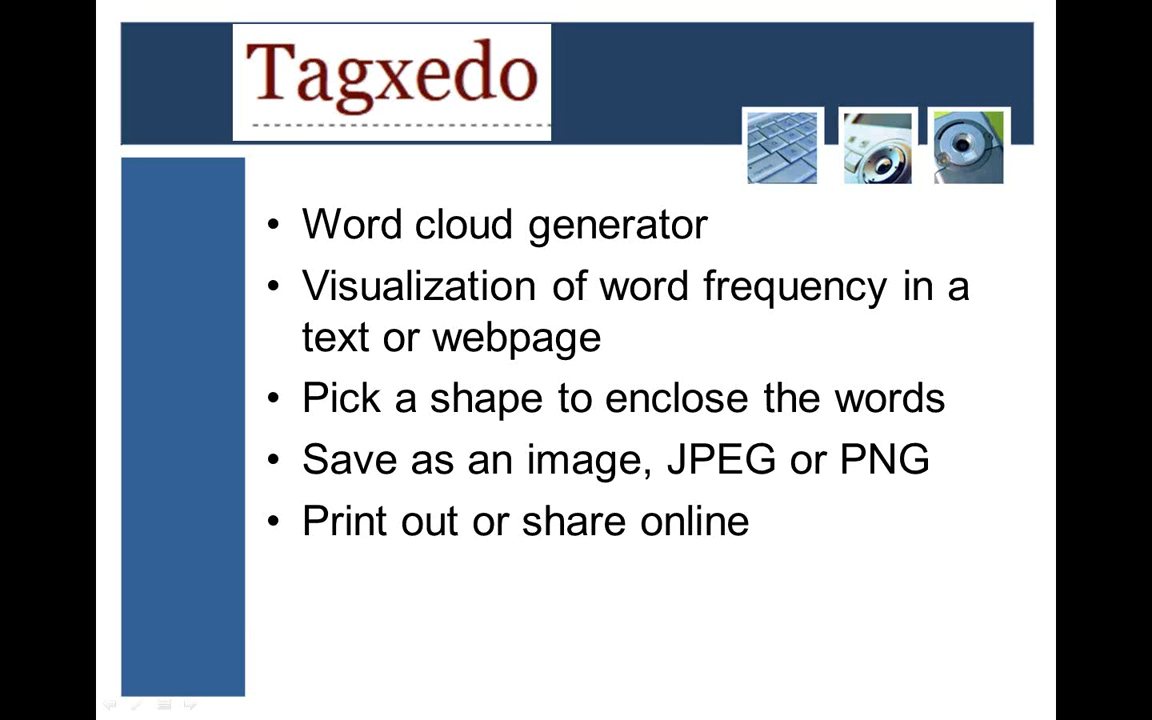 Tagxedo
• Word cloud generator
• Visualization of word frequency in a
text or webpage
• Pick a shape to enclose the words
• Save as an image, JPEG or PNG
• Print out or share online